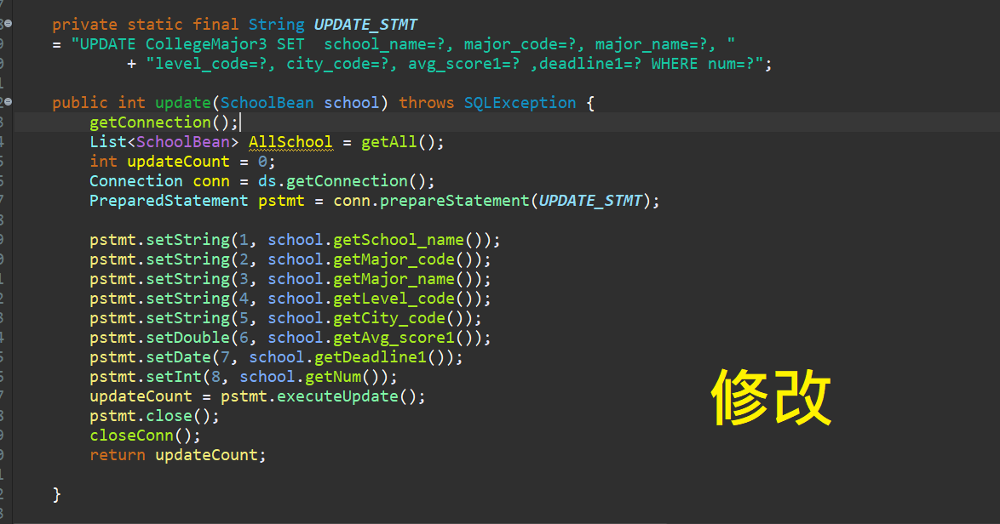 private static final String UPDATE_STMT
= "UPDATE CollegeMajor3 SET  school_name=?, major_code=?, major_name=?, "
        + "level_code=?, city_code=?, avg_score1=? ,deadline1=? WHERE num=?";
public int update(SchoolBean school) throws SQLException {
    getConnection();
    List<SchoolBean> AllSchool = getAll();
    int updateCount = 0;
    Connection conn = ds.getConnection();
    PreparedStatement pstmt = conn.prepareStatement(UPDATE_STMT);
    pstmt.setString(1, school.getSchool_name());
    pstmt.setString(2, school.getMajor_code());
    pstmt.setString(3, school.getMajor_name());
    pstmt.setString(4, school.getLevel_code());
    pstmt.setString(5, school.getCity_code());
    pstmt.setDouble(6, school.getAvg_score1());
    pstmt.setDate(7, school.getDeadline1());
    pstmt.setInt(8, school.getNum());
    updateCount = pstmt.executeUpdate();
    pstmt.close();
    closeConn();
    return updateCount;
}
修改